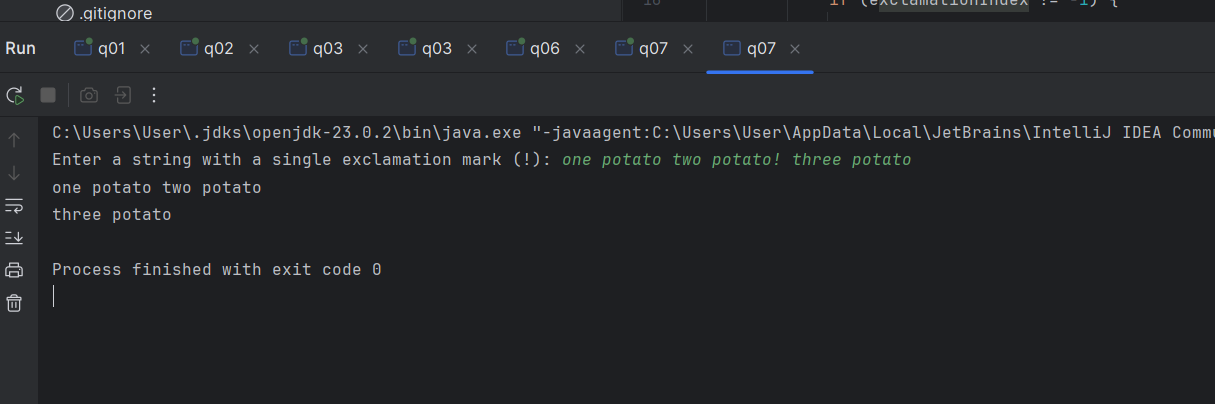 .gitignore
16 if (exclamationIndex != -1) {
Run q01 q02 q03 q03 q06 q07 q07
C:\Users\User\.jdks\openjdk-23.0.2\bin\java.exe "-javaagent:C:\Users\User\AppData\Local\JetBrains\IntelliJ IDEA Commu
Enter a string with a single exclamation mark (!): one potato two potato! three potato
one potato two potato
three potato
Process finished with exit code 0